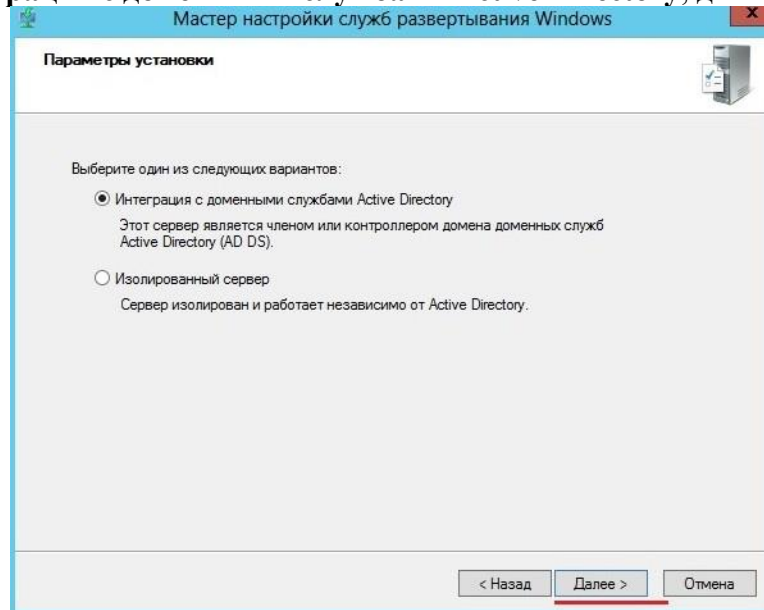 Мастер настройки служб развертывания Windows
x
Параметры установки
Выберите один из следующих вариантов:
Интеграция с доменными службами Active Directory
Этот сервер является членом или контроллером домена доменных служб
Active Directory (AD DS).
Изолированный сервер
Сервер изолирован и работает независимо от Active Directory.
< Назад Далее > Отмена